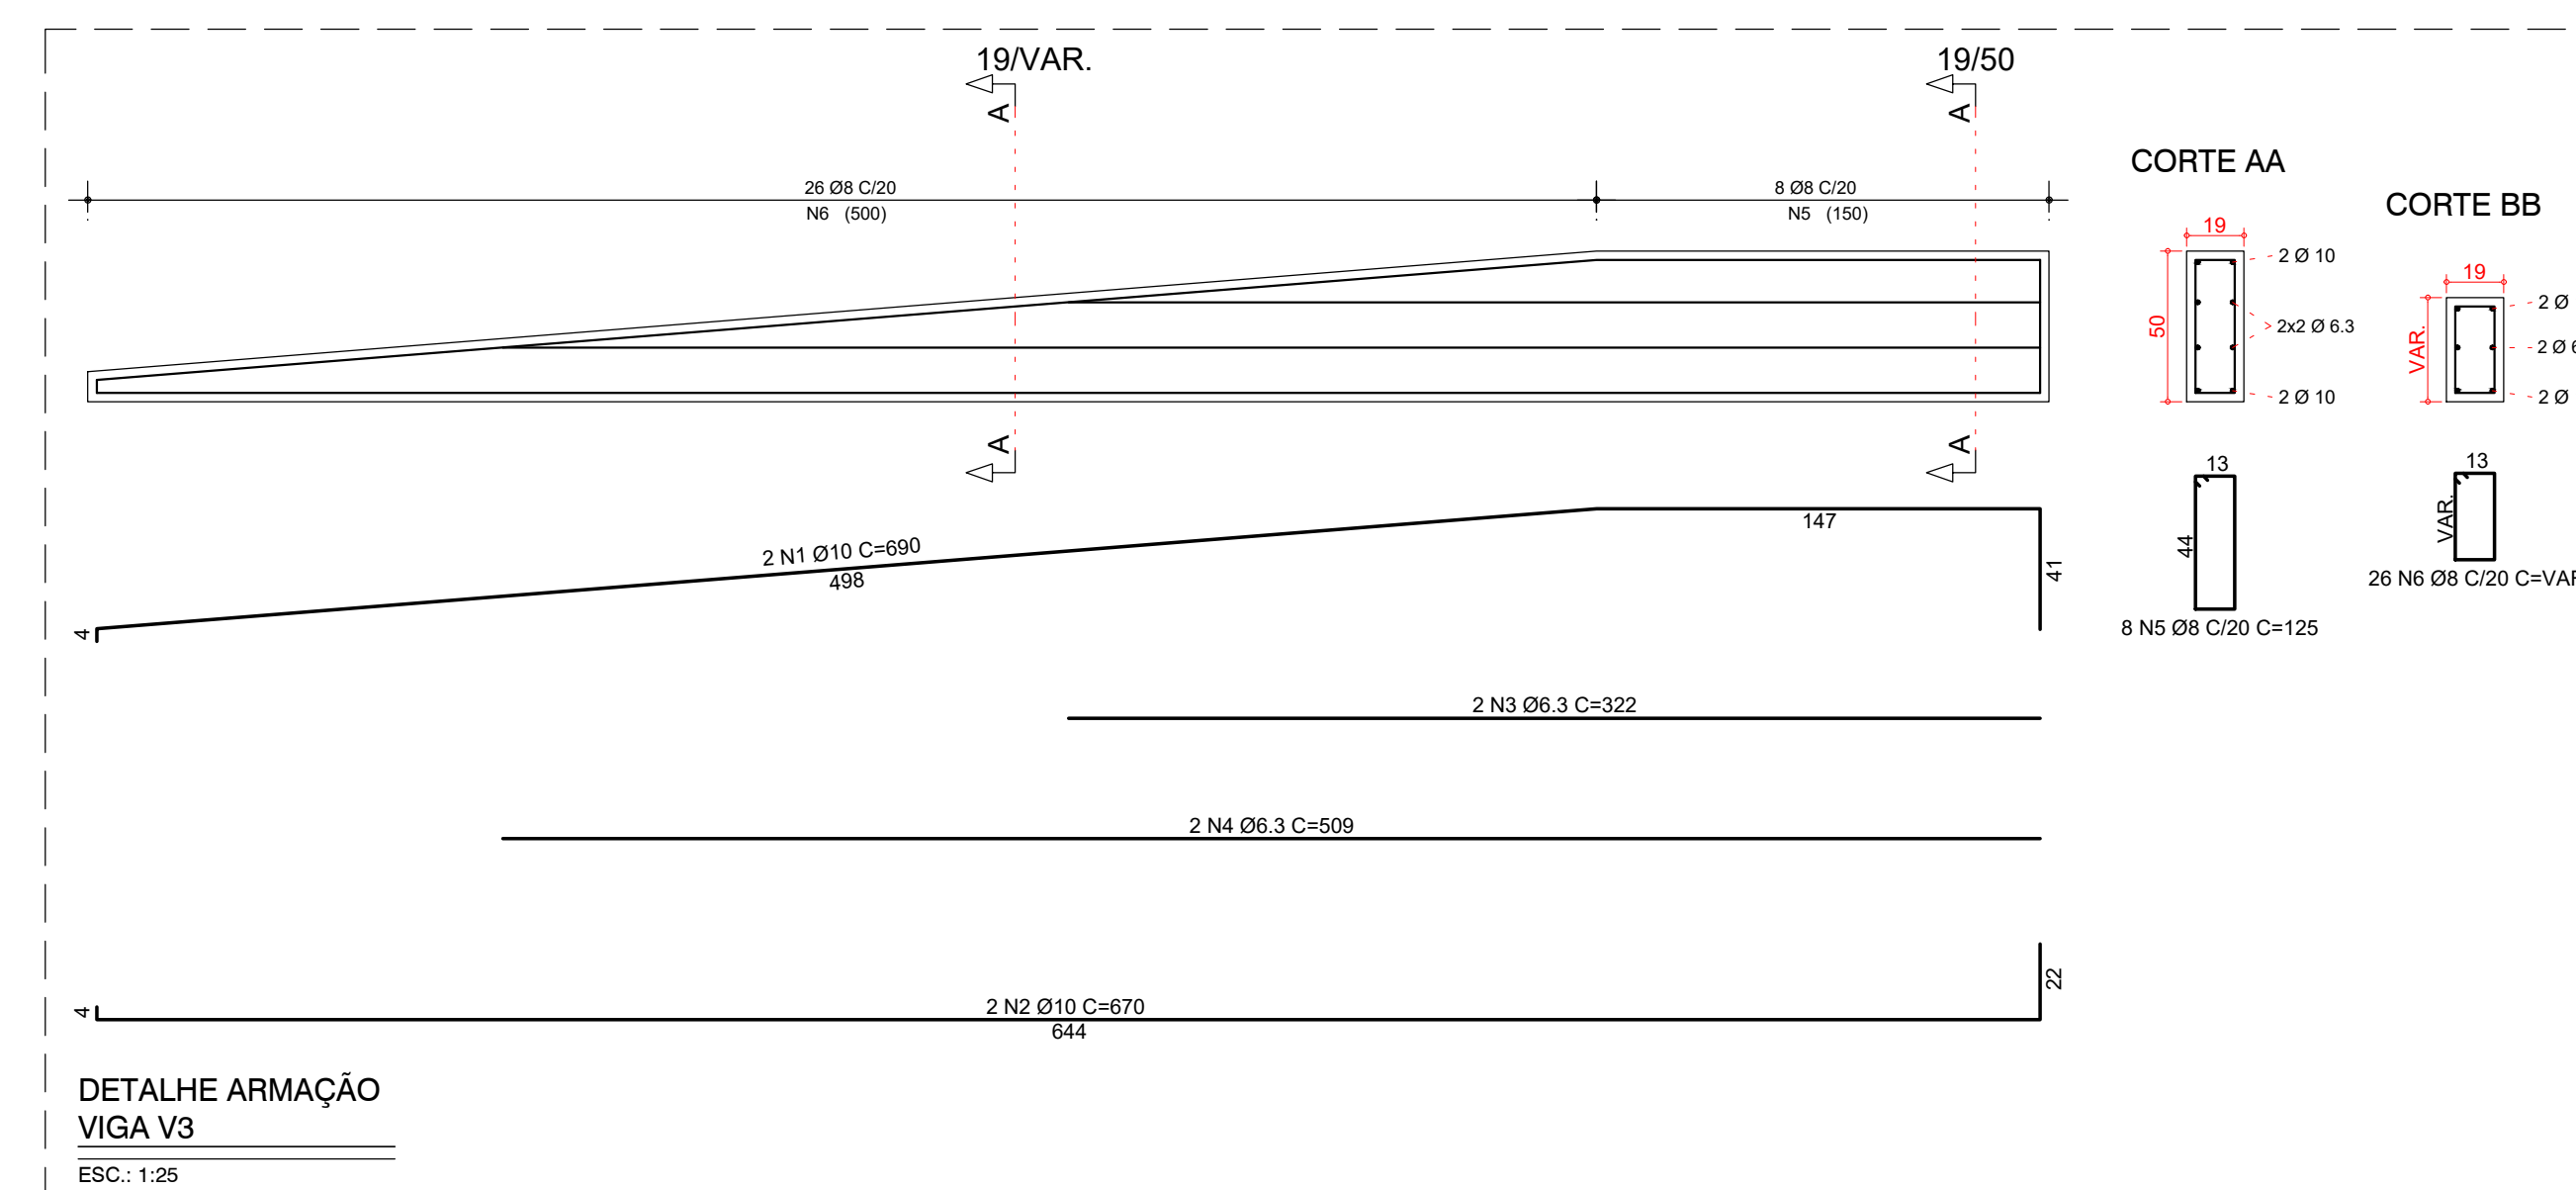 19/VAR.
19/50
A
A
CORTE AA
CORTE BB
26 Ø8 C/20
N6 (500)
8 Ø8 C/20
N5 (150)
19
50
2 Ø 10
2x2 Ø 6.3
2 Ø 10
19
VAR.
2 Ø
2 Ø
2 Ø
A
A
2 N1 Ø10 C=690
498
147
41
4
13
44
8 N5 Ø8 C/20 C=125
13
VAR.
26 N6 Ø8 C/20
2 N3 Ø6.3 C=322
2 N4 Ø6.3 C=509
4
2 N2 Ø10 C=670
644
22
DETALHE ARMAÇÃO
VIGA V3
ESC.: 1:25